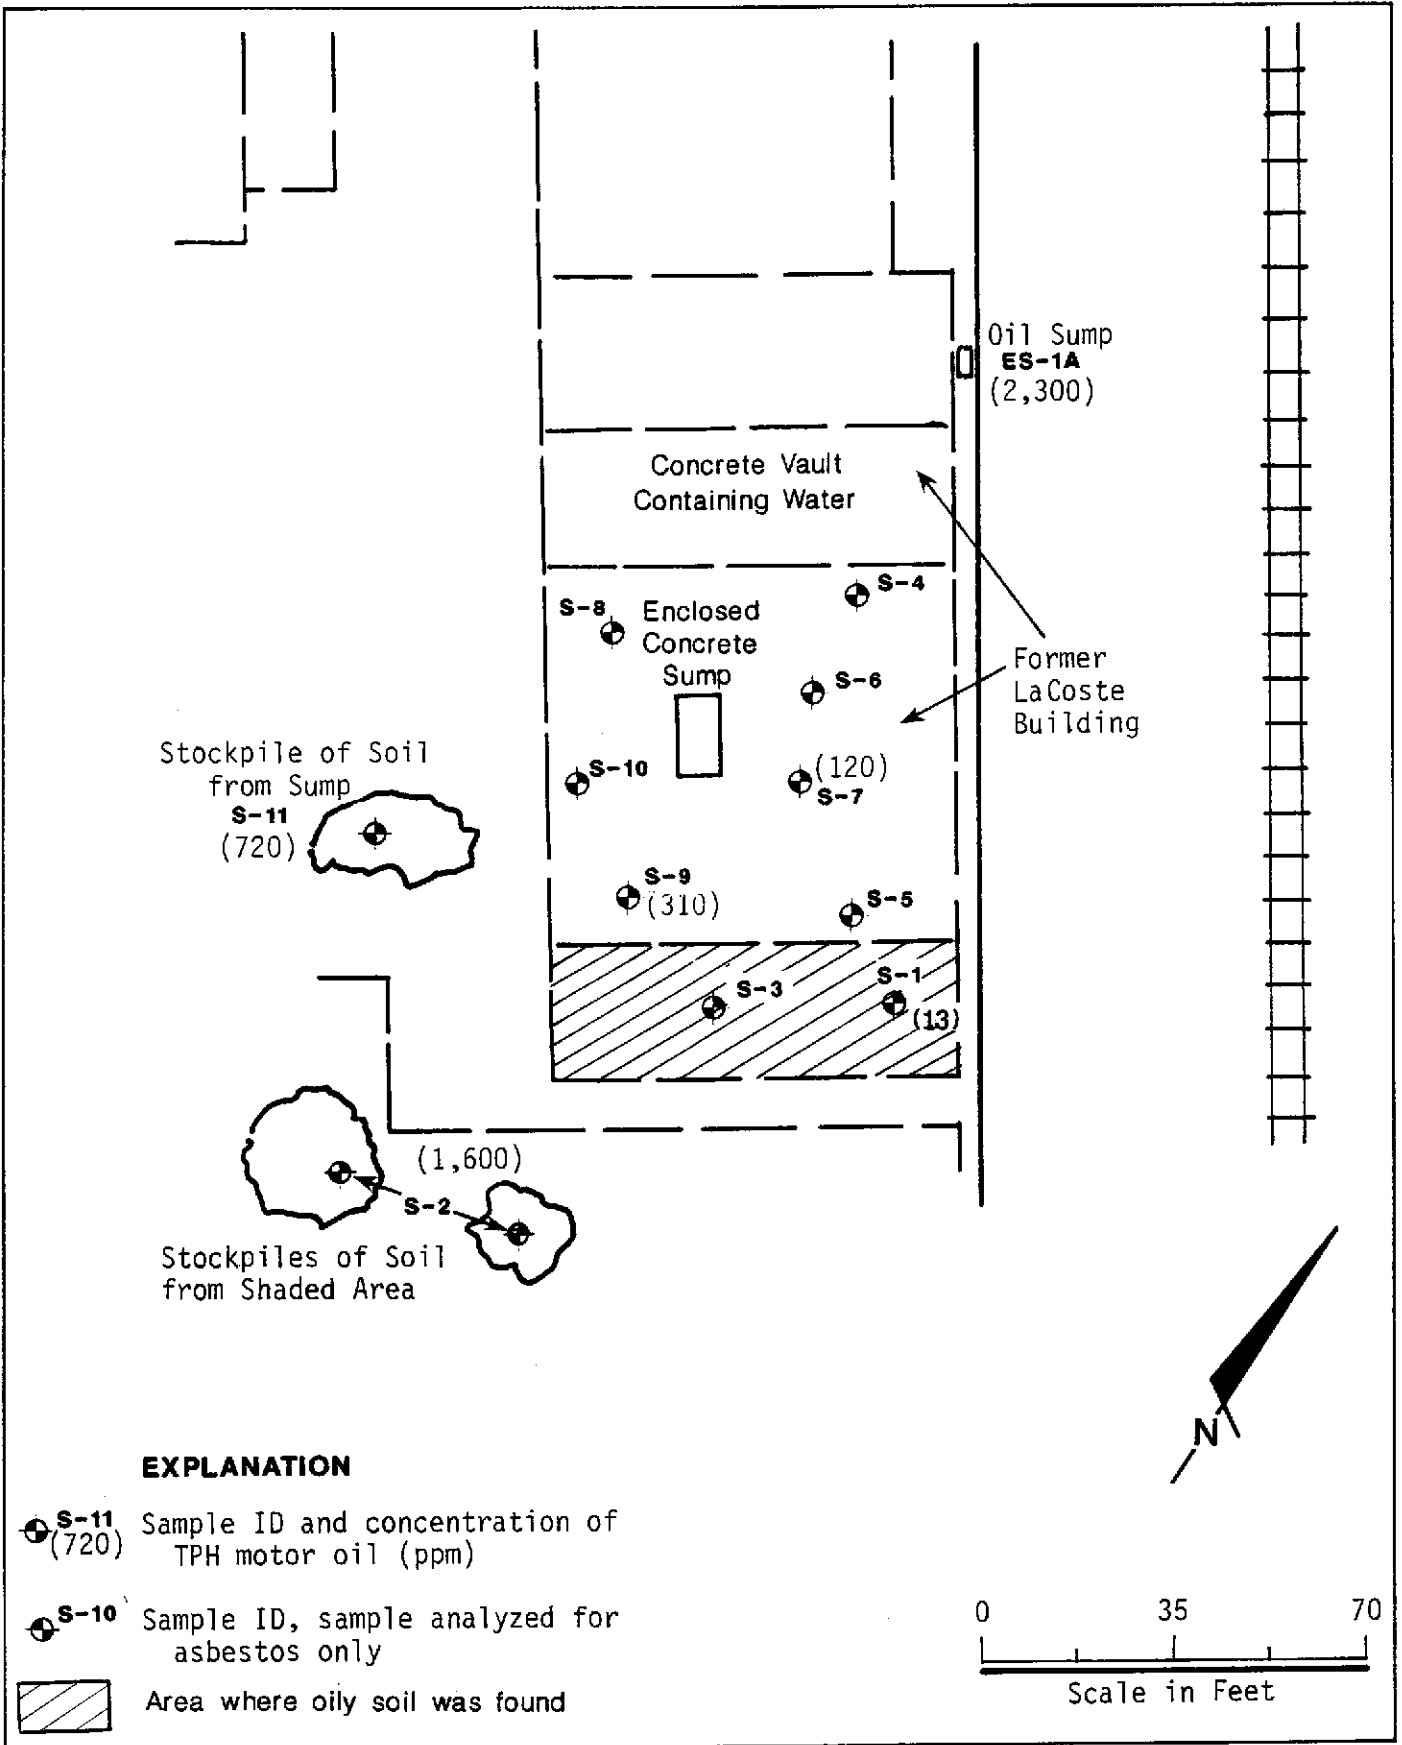 Oil Sump
ES-1A
(2,300)
Concrete Vault
Containing Water
S-4
S-8
Enclosed
Concrete
Sump
S-6
Former
LaCoste
Building
Stockpile of Soil
from Sump
S-11
(720)
S-10
(120)
S-7
S-9
(310)
S-5
S-3
S-1
(13)
(1,600)
S-2
Stockpiles of Soil
from Shaded Area
N
EXPLANATION
S-11
(720)
Sample ID and concentration of
TPH motor oil (ppm)
S-10
Sample ID, sample analyzed for
asbestos only
Area where oily soil was found
0 35 70
Scale in Feet